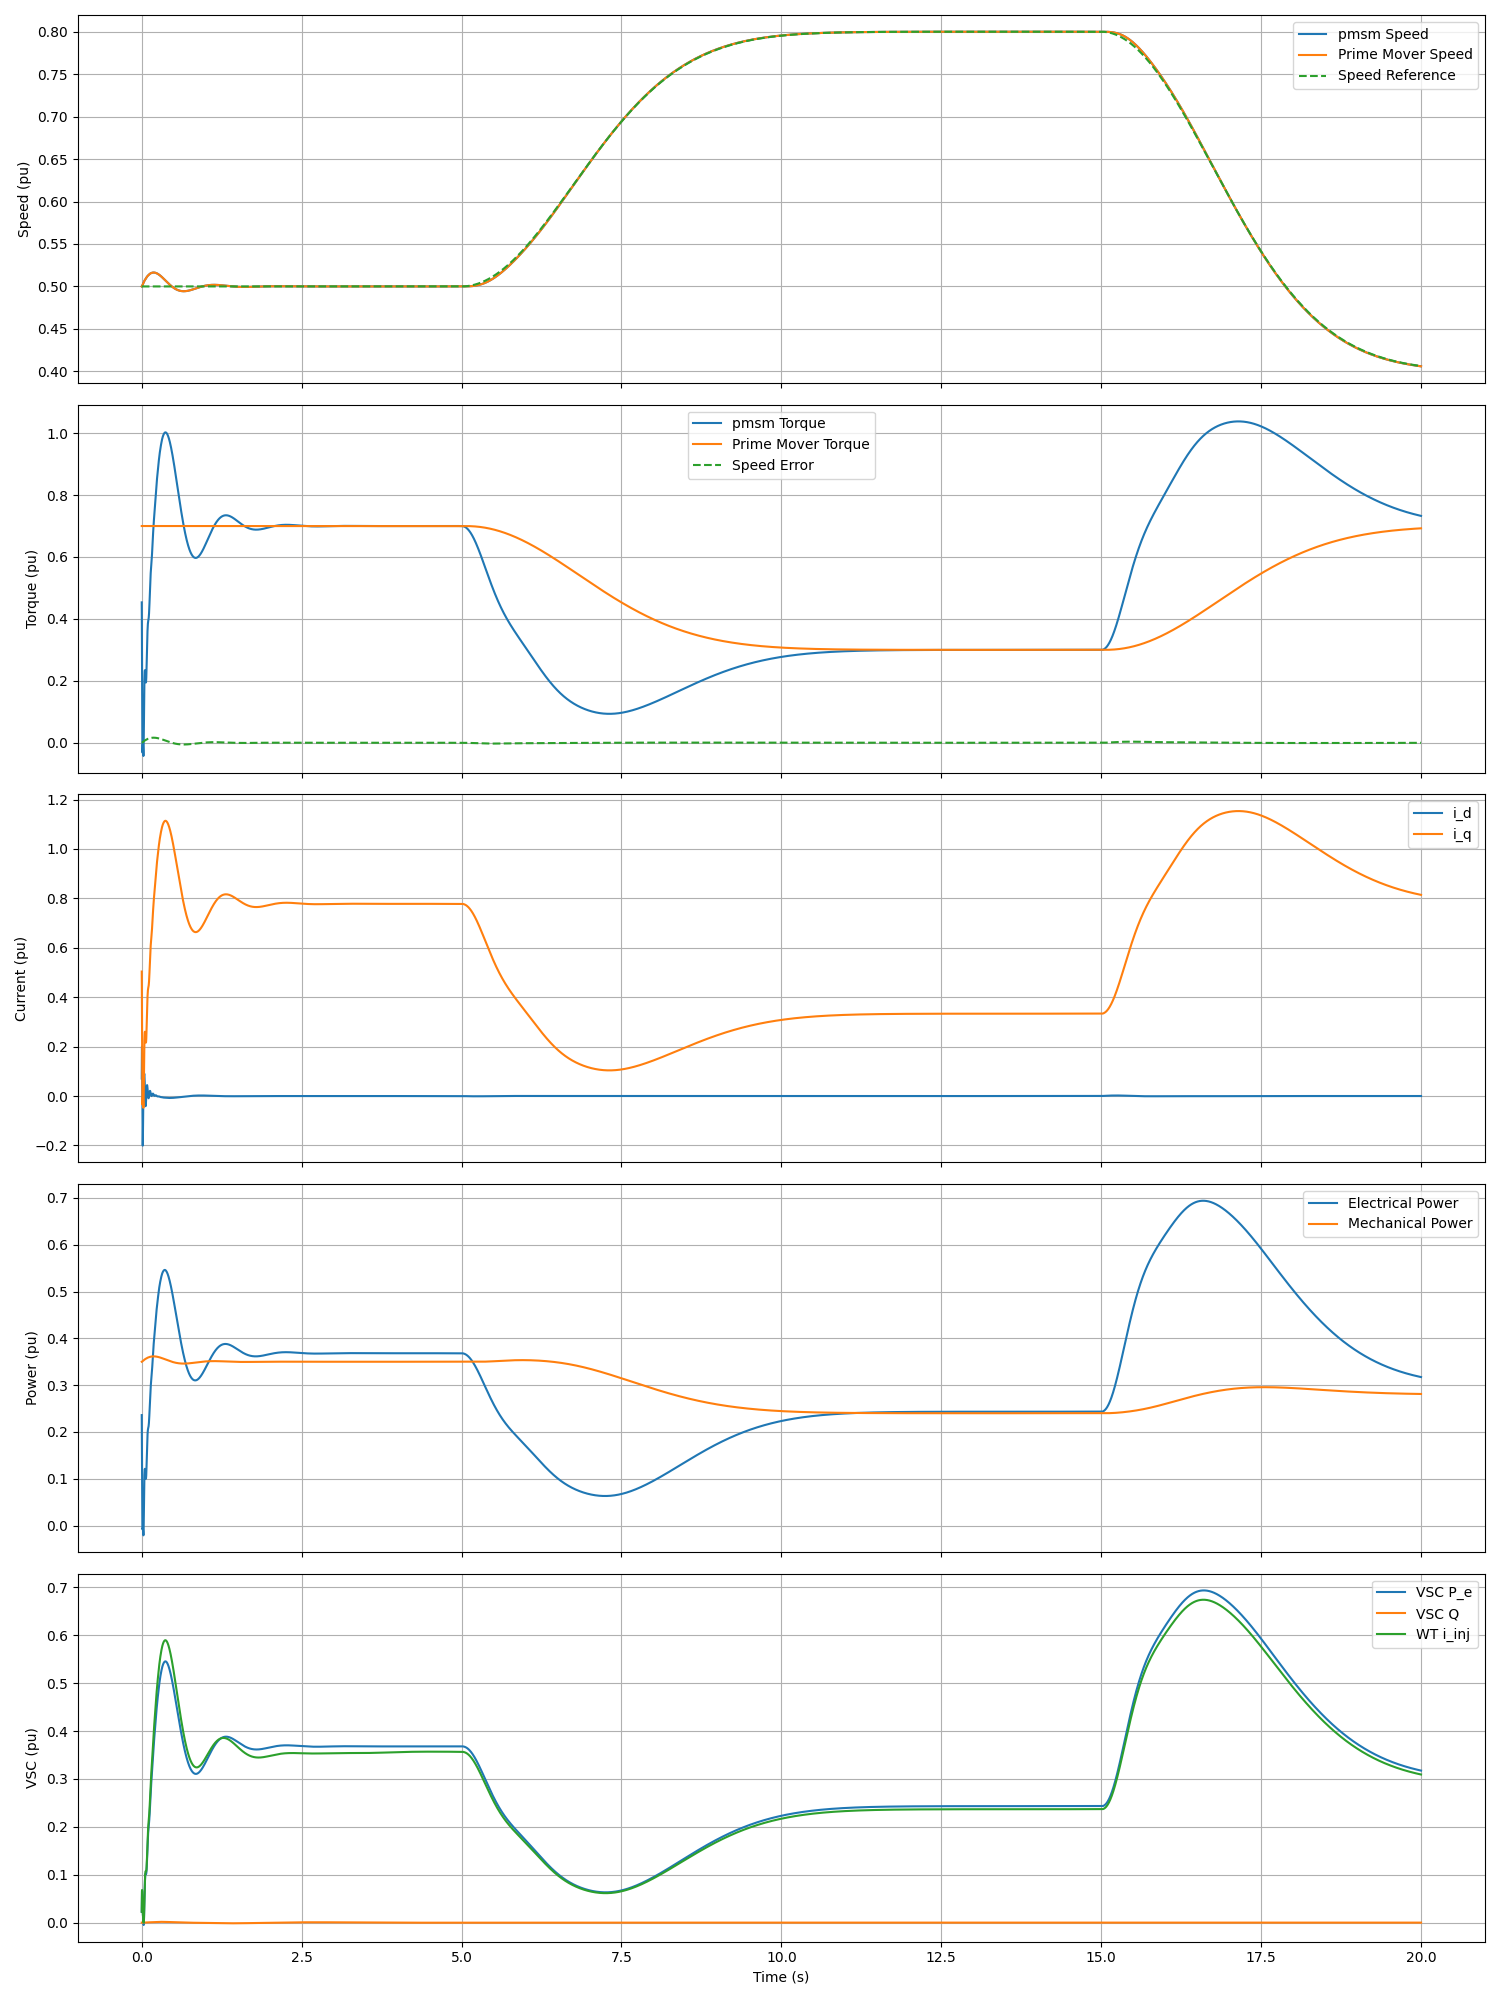 0.80
0.75
0.70
0.65
0.60
0.55
0.50
0.45
0.40
Speed (pu)
pmsm Speed
Prime Mover Speed
Speed Reference
1.0
0.8
0.6
0.4
0.2
0.0
Torque (pu)
pmsm Torque
Prime Mover Torque
Speed Error
1.2
1.0
0.8
0.6
0.4
0.2
0.0
−0.2
Current (pu)
i_d
i_q
0.7
0.6
0.5
0.4
0.3
0.2
0.1
0.0
Power (pu)
Electrical Power
Mechanical Power
0.7
0.6
0.5
0.4
0.3
0.2
0.1
0.0
VSC (pu)
VSC P_e
VSC Q
WT i_inj
0.0 2.5 5.0 7.5 10.0 12.5 15.0 17.5 20.0
Time (s)